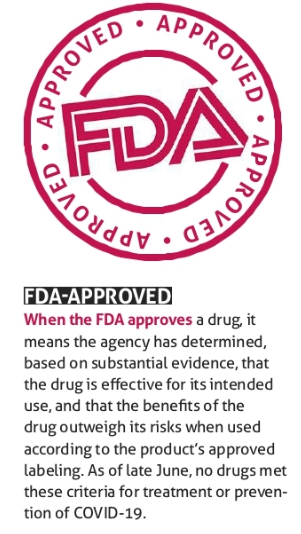 APPROVED • APPROVED • APPROVED • APPROVED •
FDA
FDA-APPROVED
When the FDA approves a drug, it
means the agency has determined,
based on substantial evidence, that
the drug is effective for its intended
use, and that the benefits of the
drug outweigh its risks when used
according to the product's approved
labeling. As of late June, no drugs met
these criteria for treatment or preven-
tion of COVID-19.